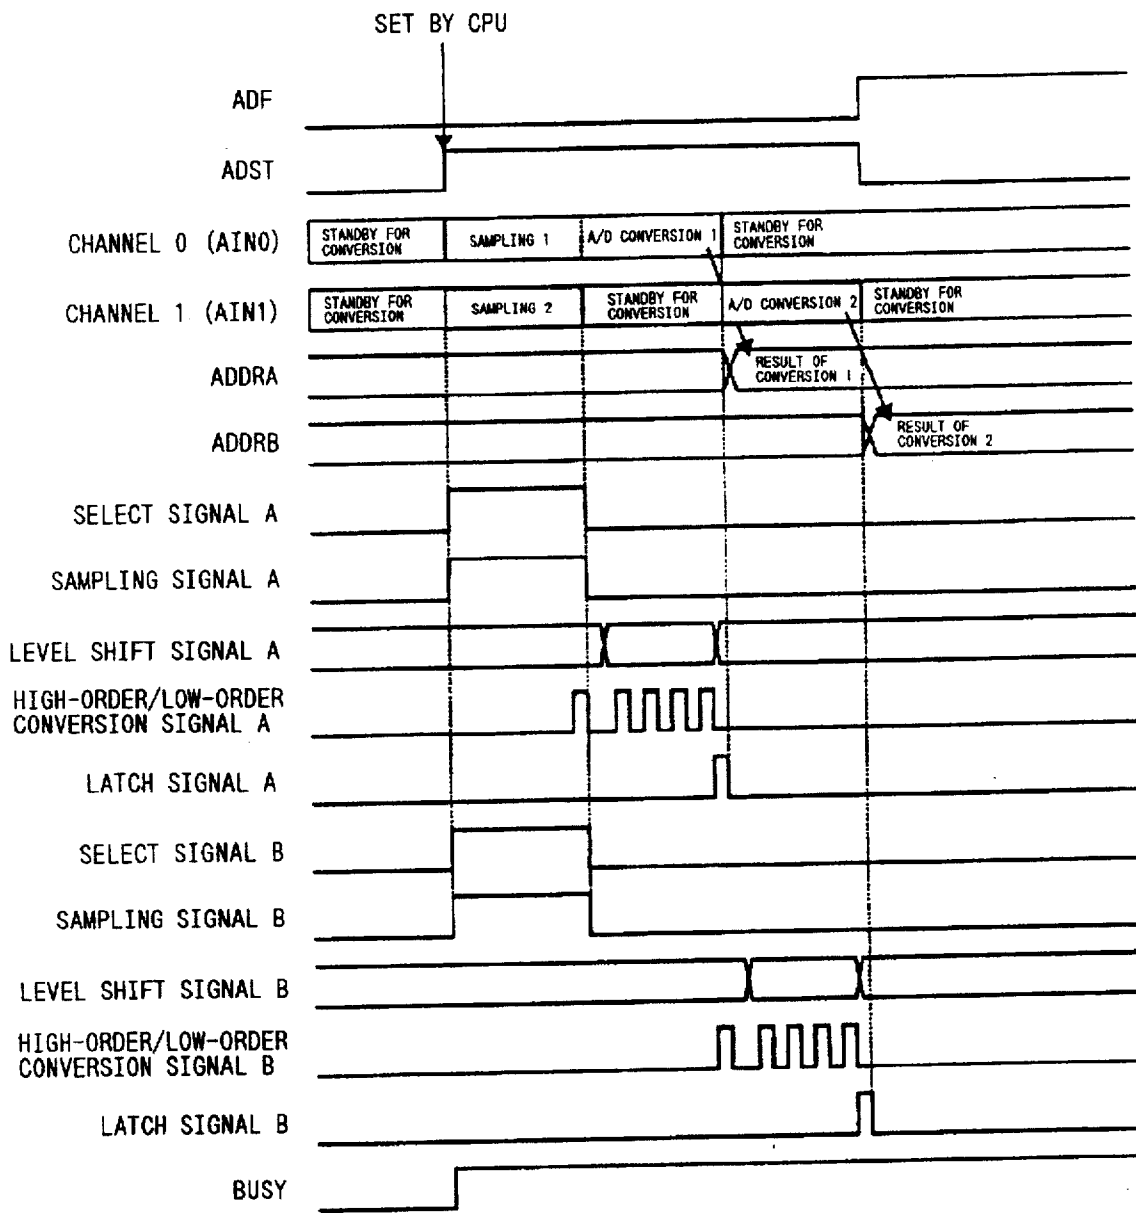 SET BY CPU
ADF
ADST
CHANNEL 0 (AIN0)
STANDBY FOR
CONVERSION
SAMPLING 1
A/D CONVERSION 1
STANDBY FOR
CONVERSION
CHANNEL 1 (AIN1)
STANDBY FOR
CONVERSION
SAMPLING 2
STANDBY FOR
CONVERSION
A/D CONVERSION 2
STANDBY FOR
CONVERSION
ADDRA
RESULT OF
CONVERSION 1
ADDRB
RESULT OF
CONVERSION 2
SELECT SIGNAL A
SAMPLING SIGNAL A
LEVEL SHIFT SIGNAL A
HIGH-ORDER/LOW-ORDER
CONVERSION SIGNAL A
LATCH SIGNAL A
SELECT SIGNAL B
SAMPLING SIGNAL B
LEVEL SHIFT SIGNAL B
HIGH-ORDER/LOW-ORDER
CONVERSION SIGNAL B
LATCH SIGNAL B
BUSY